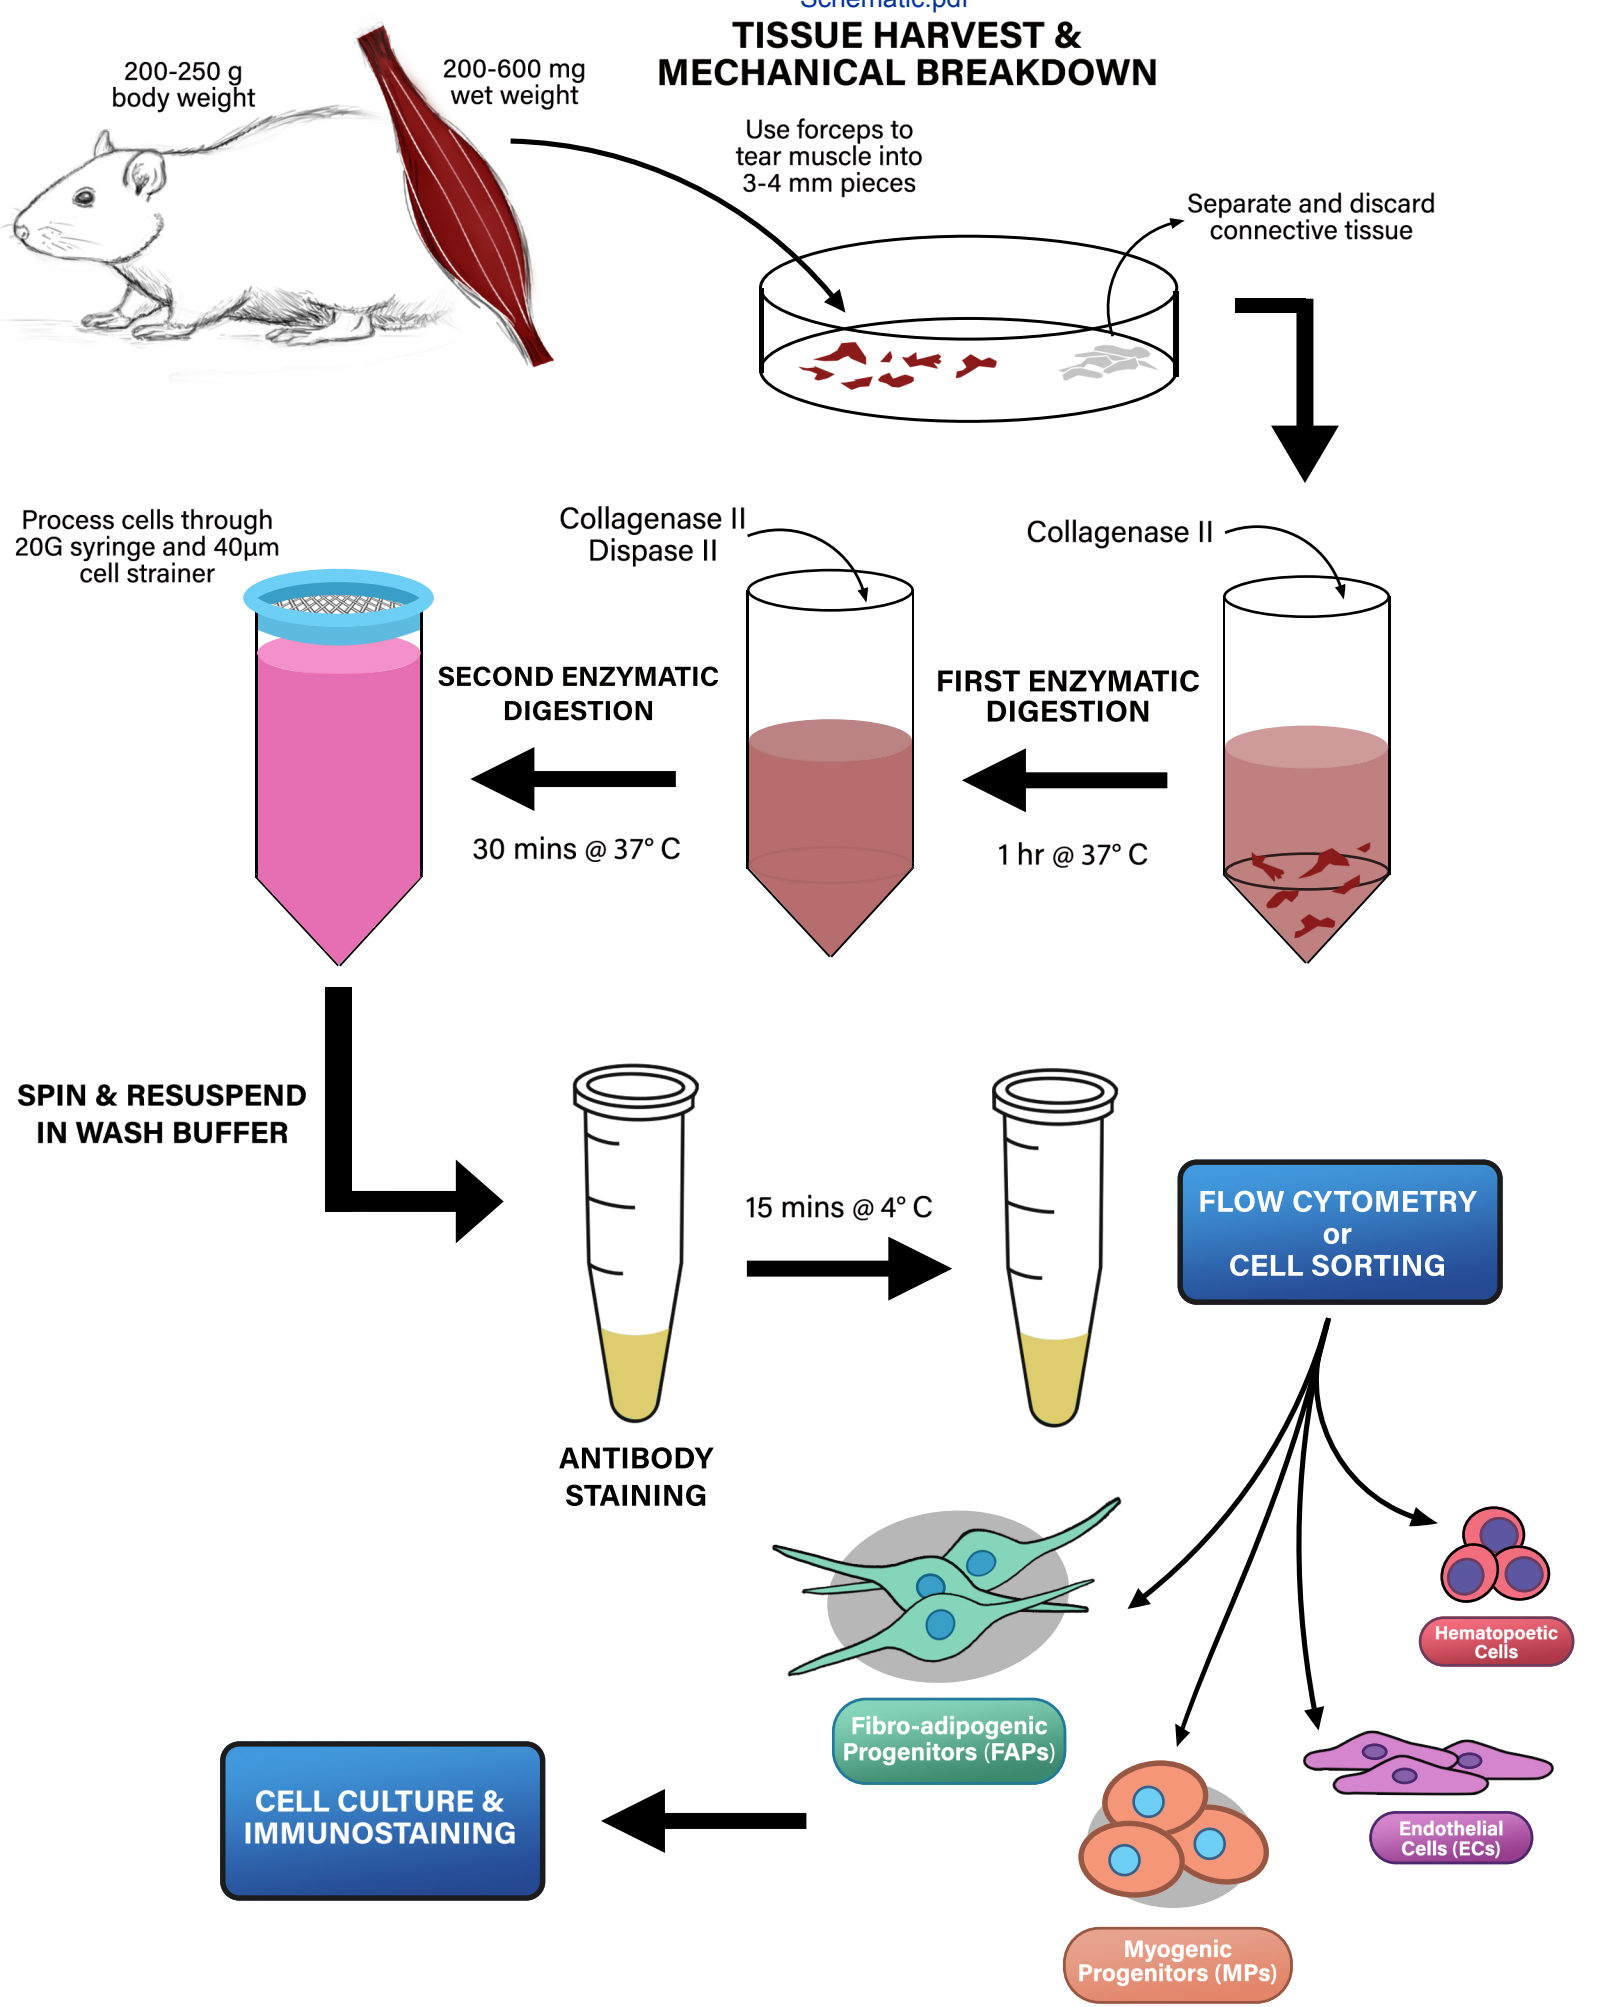 Schematic.pdf
TISSUE HARVEST &
MECHANICAL BREAKDOWN
200-250 g
body weight
200-600 mg
wet weight
Use forceps to
tear muscle into
3-4 mm pieces
Separate and discard
connective tissue
Process cells through
20G syringe and 40µm
cell strainer
Collagenase II
Dispase II
Collagenase II
SECOND ENZYMATIC
DIGESTION
30 mins @ 37° C
FIRST ENZYMATIC
DIGESTION
1 hr @ 37° C
SPIN & RESUSPEND
IN WASH BUFFER
15 mins @ 4° C
FLOW CYTOMETRY
or
CELL SORTING
ANTIBODY
STAINING
Hematopoetic
Cells
Fibro-adipogenic
Progenitors (FAPs)
Endothelial
Cells (ECs)
CELL CULTURE &
IMMUNOSTAINING
Myogenic
Progenitors (MPs)